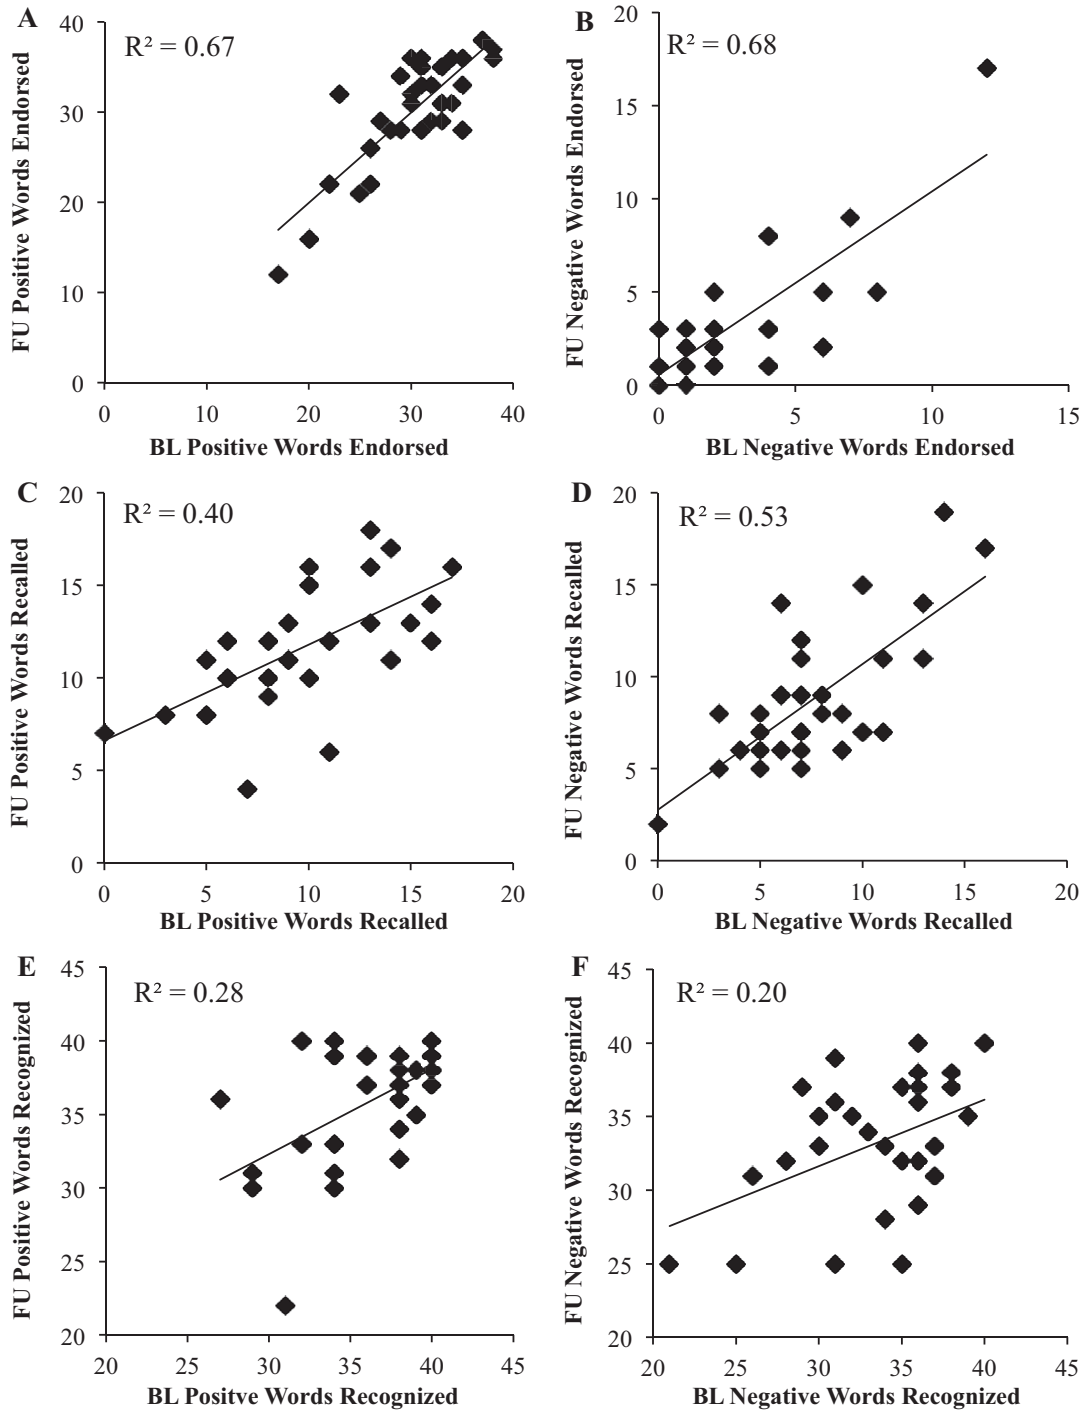 A
R² = 0.67
FU Positive Words Endorsed
40
30
20
10
0
0 10 20 30 40
BL Positive Words Endorsed
B
R² = 0.68
FU Negative Words Endorsed
20
15
10
5
0
0 5 10 15
BL Negative Words Endorsed
C
R² = 0.40
FU Positive Words Recalled
20
15
10
5
0
0 5 10 15 20
BL Positive Words Recalled
D
R² = 0.53
FU Negative Words Recalled
20
15
10
5
0
0 5 10 15 20
BL Negative Words Recalled
E
R² = 0.28
FU Positive Words Recognized
45
40
35
30
25
20
20 25 30 35 40 45
BL Positve Words Recognized
F
R² = 0.20
FU Negative Words Recognized
45
40
35
30
25
20
20 25 30 35 40 45
BL Negative Words Recognized